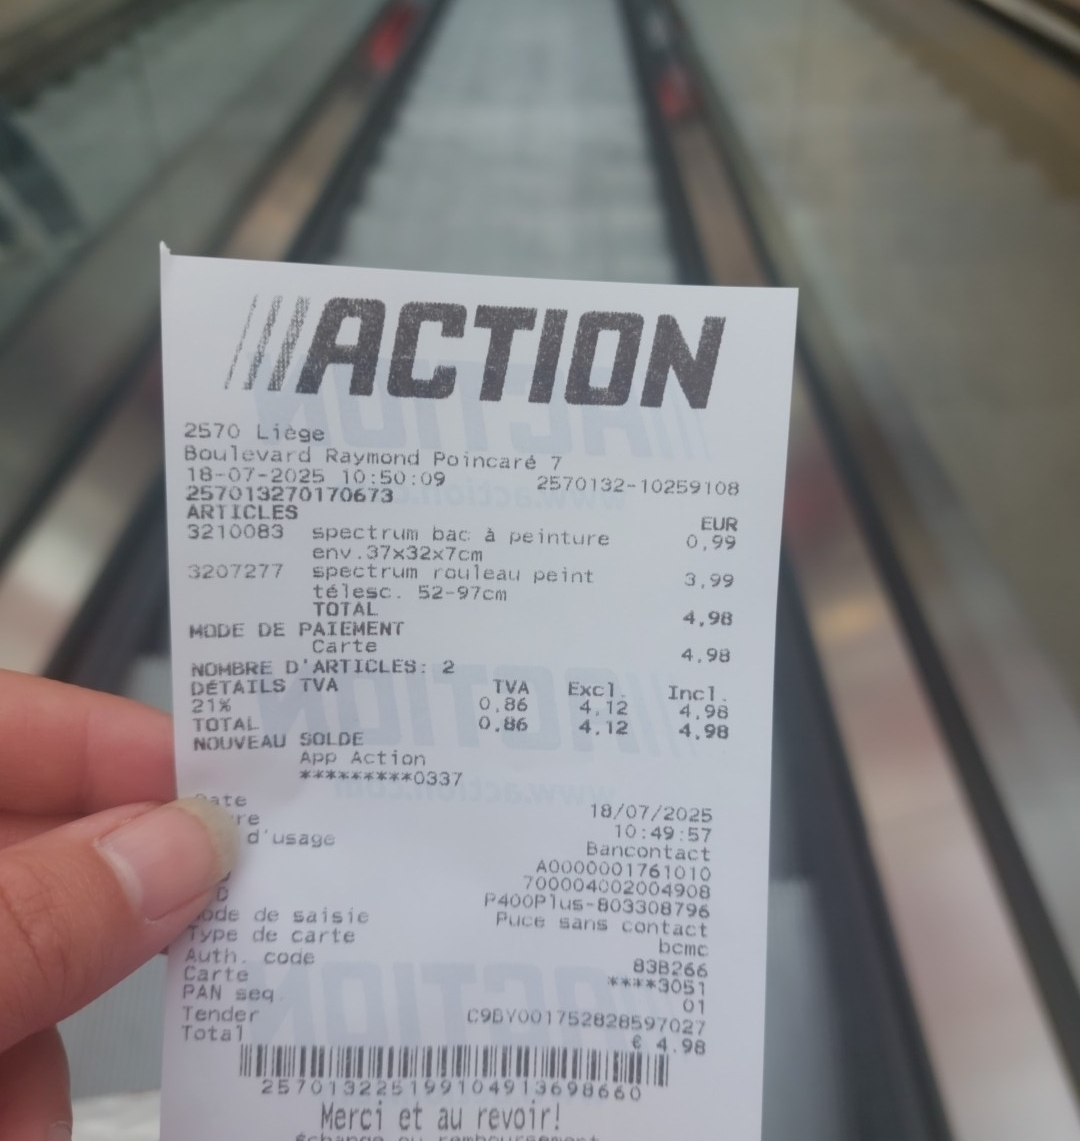 ///ACTION
2570 Liège
Boulevard Raymond Poincaré 7
18-07-2025 10:50:09 2570132-10259108
257013270170673
ARTICLES EUR
3210083 spectrum bac à peinture 0,99
env.37x32x7cm
3207277 spectrum rouleau peint 3,99
télesc. 52-97cm
TOTAL 4,98
MODE DE PAIEMENT
Carte 4,98
NOMBRE D'ARTICLES: 2
DÉTAILS TVA TVA Excl. Incl.
21% 0,86 4,12 4,98
TOTAL 0,86 4,12 4,98
NOUVEAU SOLDE
App Action
*********0337
Date 18/07/2025
10:49:57
d'usage Bancontact
A0000001761010
700004002004908
P400Plus-803308796
Mode de saisie Puce sans contact
Type de carte bcmc
Auth. code 83B266
Carte ****3051
PAN seq. 01
Tender C9BY001752828597027
Total € 4.98
257013225199104913698660
Merci et au revoir!